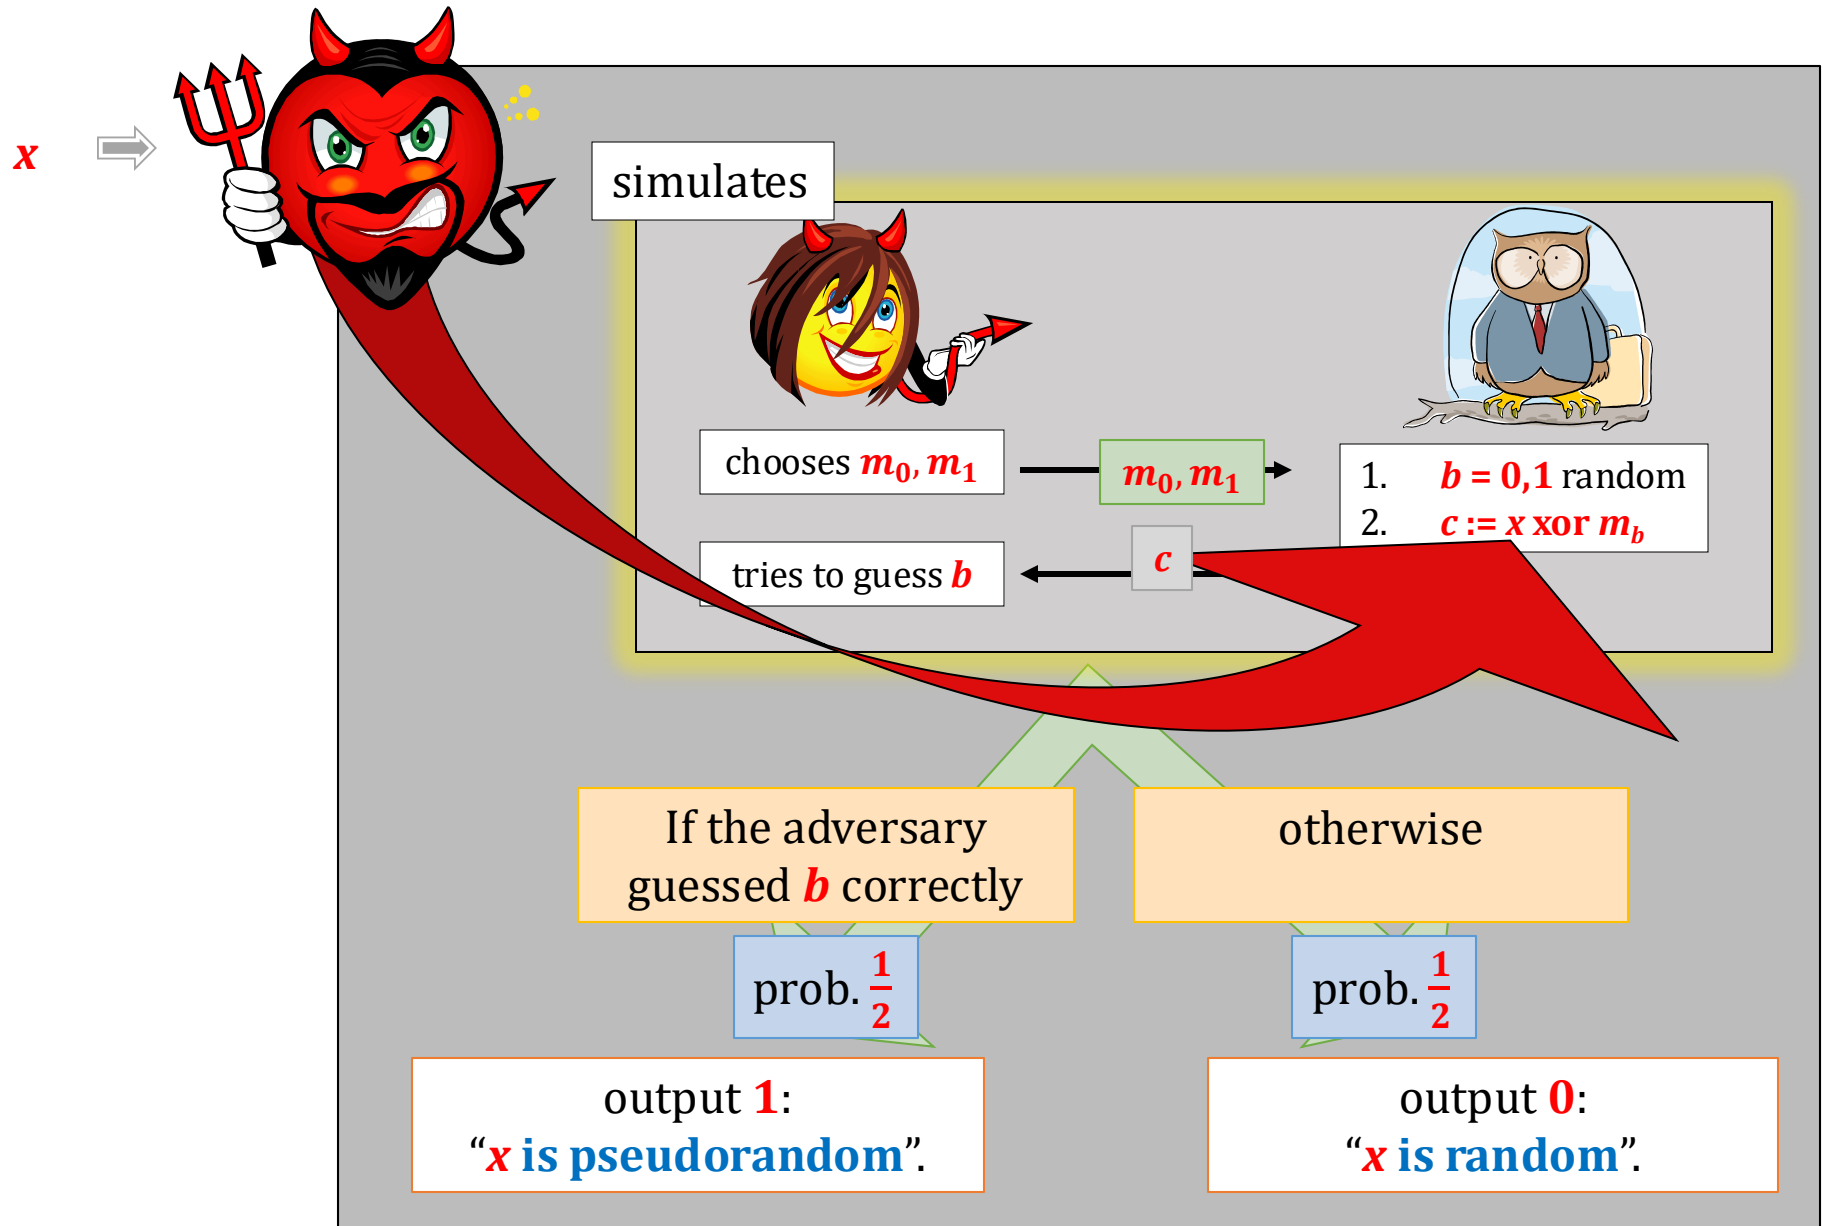 x
simulates
chooses m₀, m₁
m₀, m₁
1. b = 0,1 random
2. c := x xor m_b
c
tries to guess b
If the adversary
guessed b correctly
otherwise
prob. 1/2
prob. 1/2
output 1:
“x is pseudorandom”.
output 0:
“x is random”.